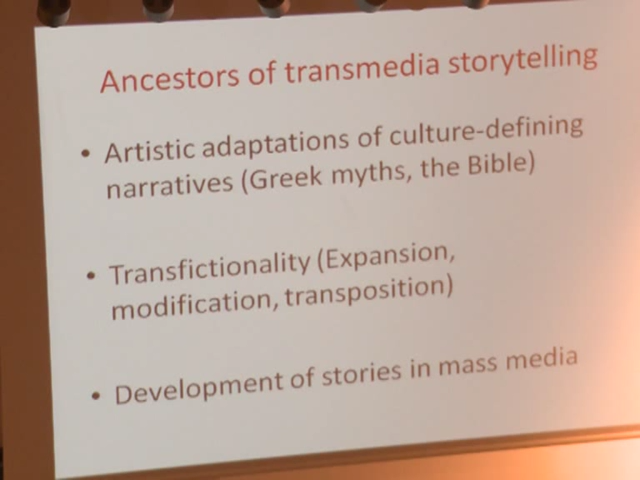 Ancestors of transmedia storytelling
• Artistic adaptations of culture-defining
narratives (Greek myths, the Bible)
• Transfictionality (Expansion,
modification, transposition)
• Development of stories in mass media